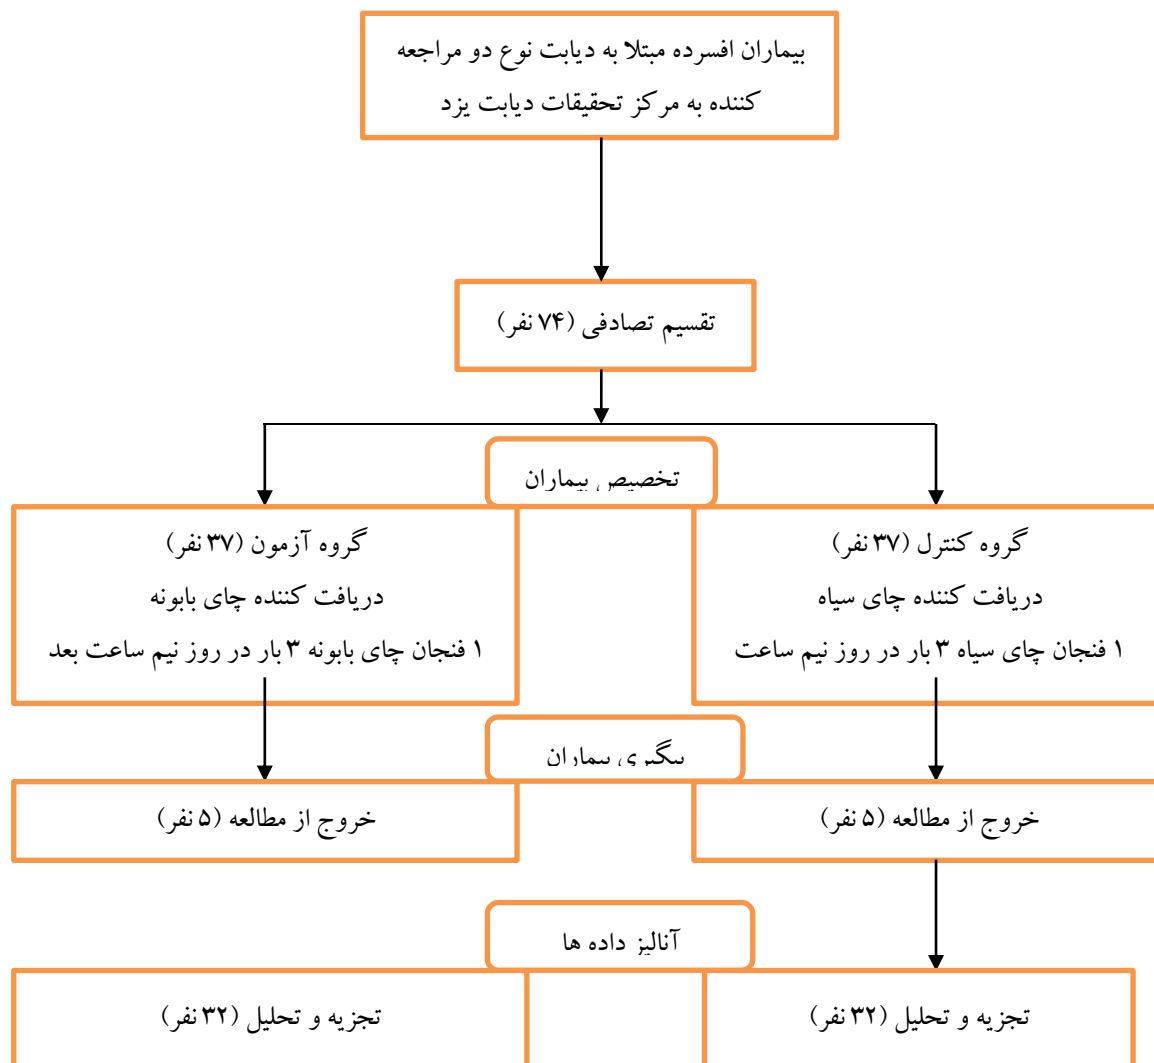 بیماران افسرده مبتلا به دیابت نوع دو مراجعه
کننده به مرکز تحقیقات دیابت یزد
تقسیم تصادفی (۷۴ نفر)
تخصیص بیماران
گروه کنترل (۳۷ نفر)
دریافت کننده چای سیاه
۱ فنجان چای سیاه ۳ بار در روز نیم ساعت
گروه آزمون (۳۷ نفر)
دریافت کننده چای بابونه
۱ فنجان چای بابونه ۳ بار در روز نیم ساعت بعد
پیگیری بیماران
خروج از مطالعه (۵ نفر)
خروج از مطالعه (۵ نفر)
آنالیز داده ها
تجزیه و تحلیل (۳۲ نفر)
تجزیه و تحلیل (۳۲ نفر)